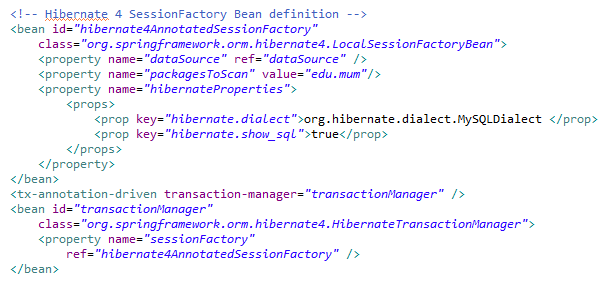 <!-- Hibernate 4 SessionFactory Bean definition -->
<bean id="hibernate4AnnotatedSessionFactory"
class="org.springframework.orm.hibernate4.LocalSessionFactoryBean">
<property name="dataSource" ref="dataSource" />
<property name="packagesToScan" value="edu.mum"/>
<property name="hibernateProperties">
<props>
<prop key="hibernate.dialect">org.hibernate.dialect.MySQLDialect </prop>
<prop key="hibernate.show_sql">true</prop>
</props>
</property>
</bean>
<tx-annotation-driven transaction-manager="transactionManager" />
<bean id="transactionManager"
class="org.springframework.orm.hibernate4.HibernateTransactionManager">
<property name="sessionFactory"
ref="hibernate4AnnotatedSessionFactory" />
</bean>